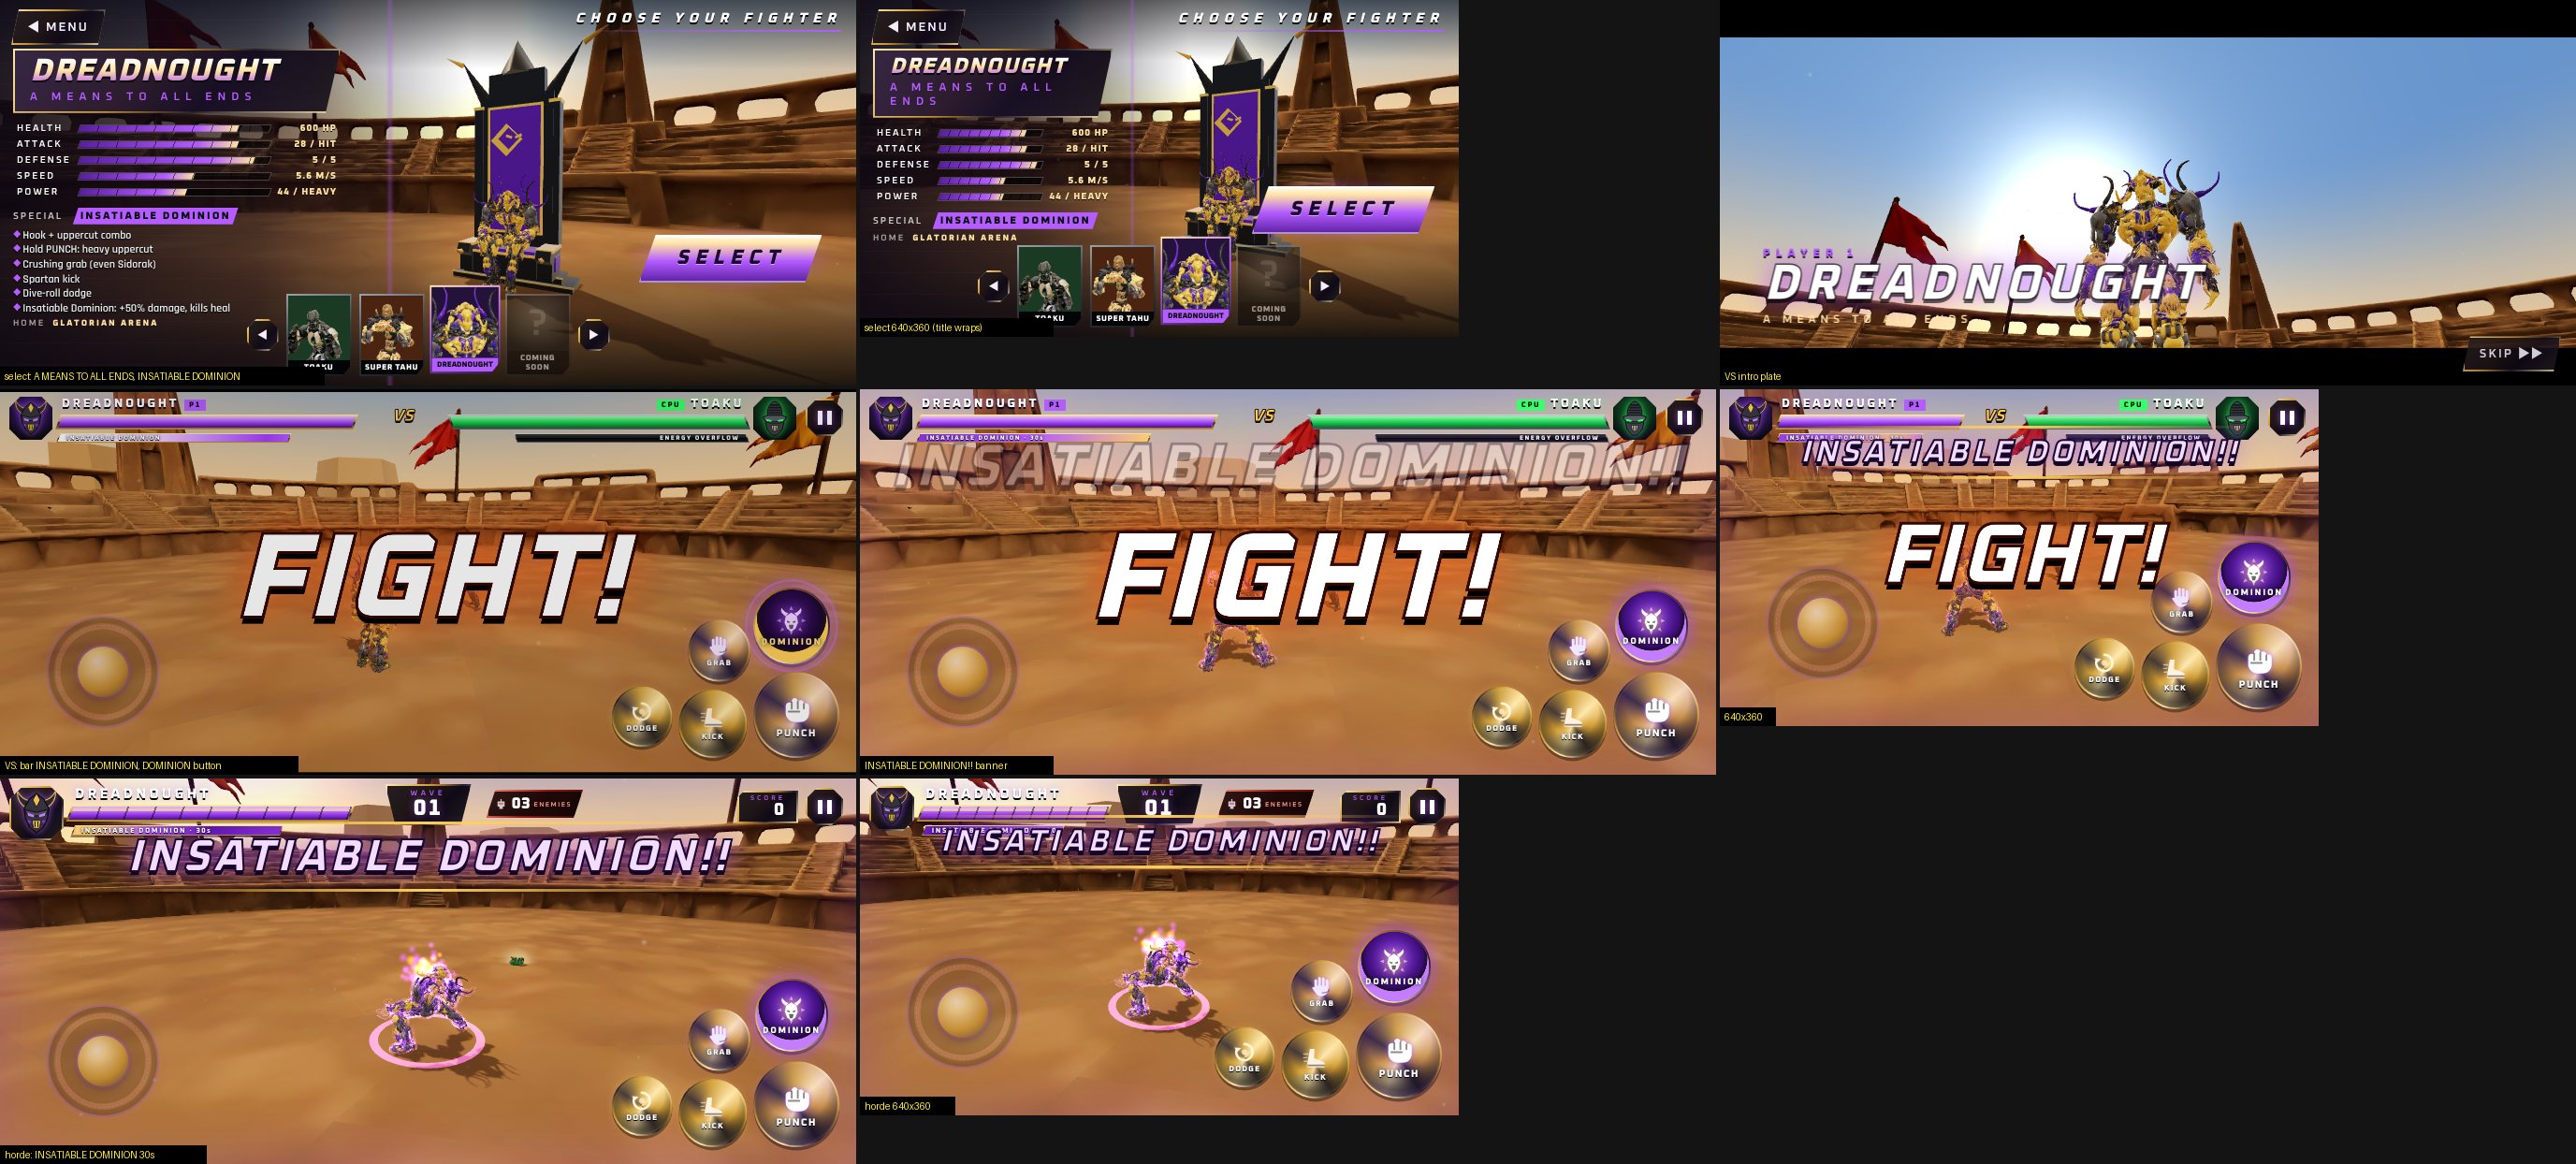 MENU
CHOOSE YOUR FIGHTER
DREADNOUGHT
A MEANS TO ALL ENDS
HEALTH 600 HP
ATTACK 28 / HIT
DEFENSE 5 / 5
SPEED 5.6 M/S
POWER 44 / HEAVY
SPECIAL INSATIABLE DOMINION
Hook + uppercut combo
Hold PUNCH: heavy uppercut
Crushing grab (even Sidorak)
Spartan kick
Dive-roll dodge
Insatiable Dominion: +50% damage, kills heal
HOME GLATORIAN ARENA
SELECT
TOAKU
SUPER TAHU
DREADNOUGHT
?
COMING
SOON
select: A MEANS TO ALL ENDS, INSATIABLE DOMINION
MENU
CHOOSE YOUR FIGHTER
DREADNOUGHT
A MEANS TO ALL
ENDS
HEALTH 600 HP
ATTACK 28 / HIT
DEFENSE 5 / 5
SPEED 5.6 M/S
POWER 44 / HEAVY
SPECIAL INSATIABLE DOMINION
HOME GLATORIAN ARENA
SELECT
TOAKU
SUPER TAHU
DREADNOUGHT
?
COMING
SOON
select 640x360 (title wraps)
PLAYER 1
DREADNOUGHT
A MEANS TO ALL ENDS
SKIP
VS intro plate
DREADNOUGHT P1
VS
CPU TOAKU
INSATIABLE DOMINION
ENERGY OVERFLOW
FIGHT!
DOMINION
GRAB
DODGE
KICK
PUNCH
VS: bar INSATIABLE DOMINION, DOMINION button
DREADNOUGHT P1
VS
CPU TOAKU
INSATIABLE DOMINION - 30s
ENERGY OVERFLOW
INSATIABLE DOMINION!!
FIGHT!
DOMINION
GRAB
DODGE
KICK
PUNCH
INSATIABLE DOMINION!! banner
DREADNOUGHT P1
VS
CPU TOAKU
INSATIABLE DOMINION
ENERGY OVERFLOW
INSATIABLE DOMINION!!
FIGHT!
DOMINION
GRAB
DODGE
KICK
PUNCH
640x360
DREADNOUGHT
WAVE
01
03 ENEMIES
SCORE
0
INSATIABLE DOMINION - 30s
INSATIABLE DOMINION!!
DOMINION
GRAB
DODGE
KICK
PUNCH
horde: INSATIABLE DOMINION 30s
DREADNOUGHT
WAVE
01
03 ENEMIES
SCORE
0
INSATIABLE DOMINION!!
DOMINION
GRAB
DODGE
KICK
PUNCH
horde 640x360